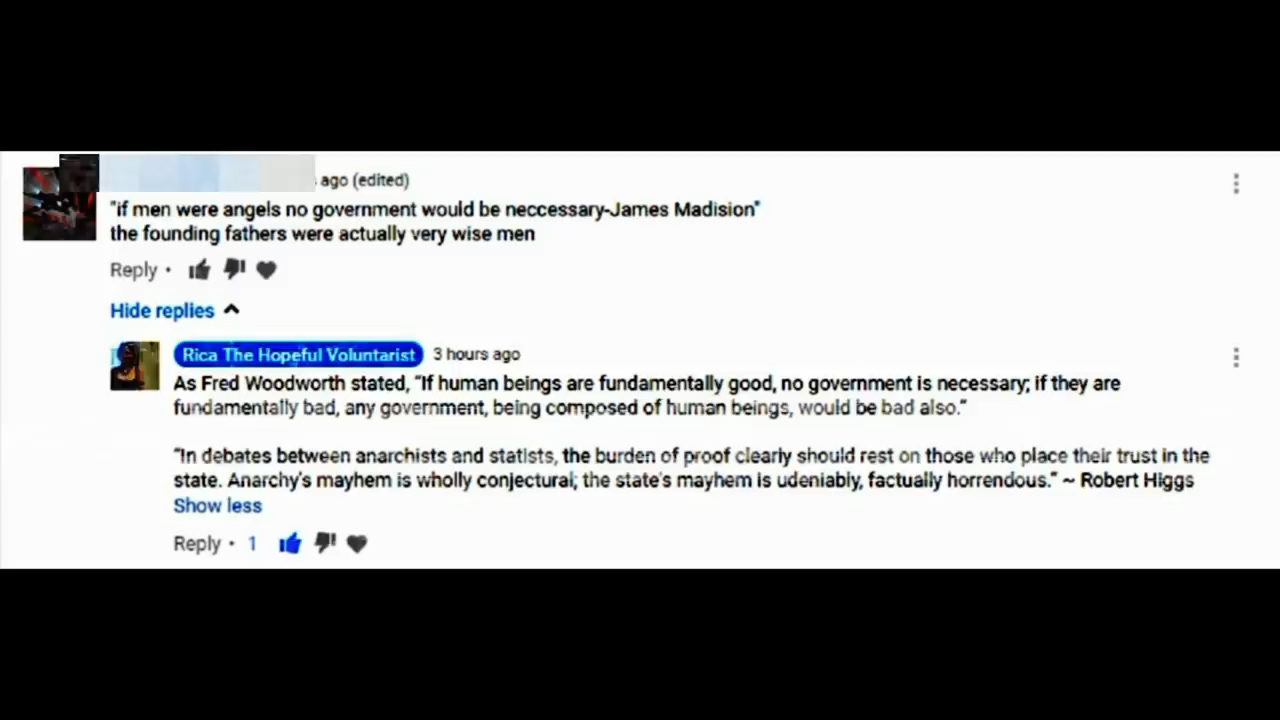 ago (edited)
"if men were angels no government would be neccessary-James Madision"
the founding fathers were actually very wise men
Reply •
Hide replies
Rica The Hopeful Voluntarist 3 hours ago
As Fred Woodworth stated, "If human beings are fundamentally good, no government is necessary; if they are
fundamentally bad, any government, being composed of human beings, would be bad also."
"In debates between anarchists and statists, the burden of proof clearly should rest on those who place their trust in the
state. Anarchy's mayhem is wholly conjectural; the state's mayhem is udeniably, factually horrendous." ~ Robert Higgs
Show less
Reply • 1